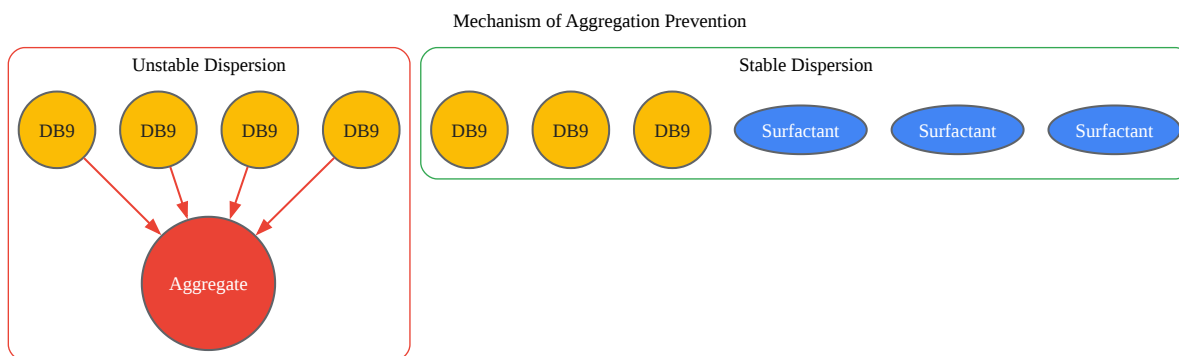 Mechanism of Aggregation Prevention
Unstable Dispersion
DB9 DB9 DB9 DB9
Aggregate
Stable Dispersion
DB9 DB9 DB9 Surfactant Surfactant Surfactant